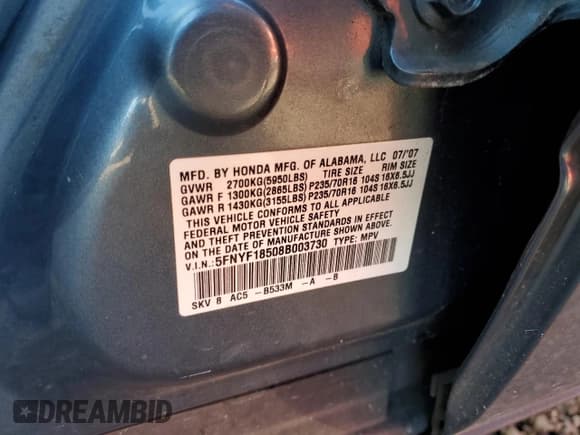 MFD. BY HONDA MFG. OF ALABAMA, LLC 07/'07
GVWR 2700KG(5950LBS) TIRE SIZE RIM SIZE
GAWR F 1300KG(2865LBS) P235/70R16 104S 16X6.5JJ
GAWR R 1430KG(3155LBS) P235/70R16 104S 16X6.5JJ
THIS VEHICLE CONFORMS TO ALL APPLICABLE
FEDERAL MOTOR VEHICLE SAFETY
AND THEFT PREVENTION STANDARDS IN EFFECT
ON THE DATE OF MANUFACTURE SHOWN ABOVE.
V.I.N.: 5FNYF18508B003730 TYPE: MPV
SKV 8 AC5 -B533M -A -B
DREAMBID